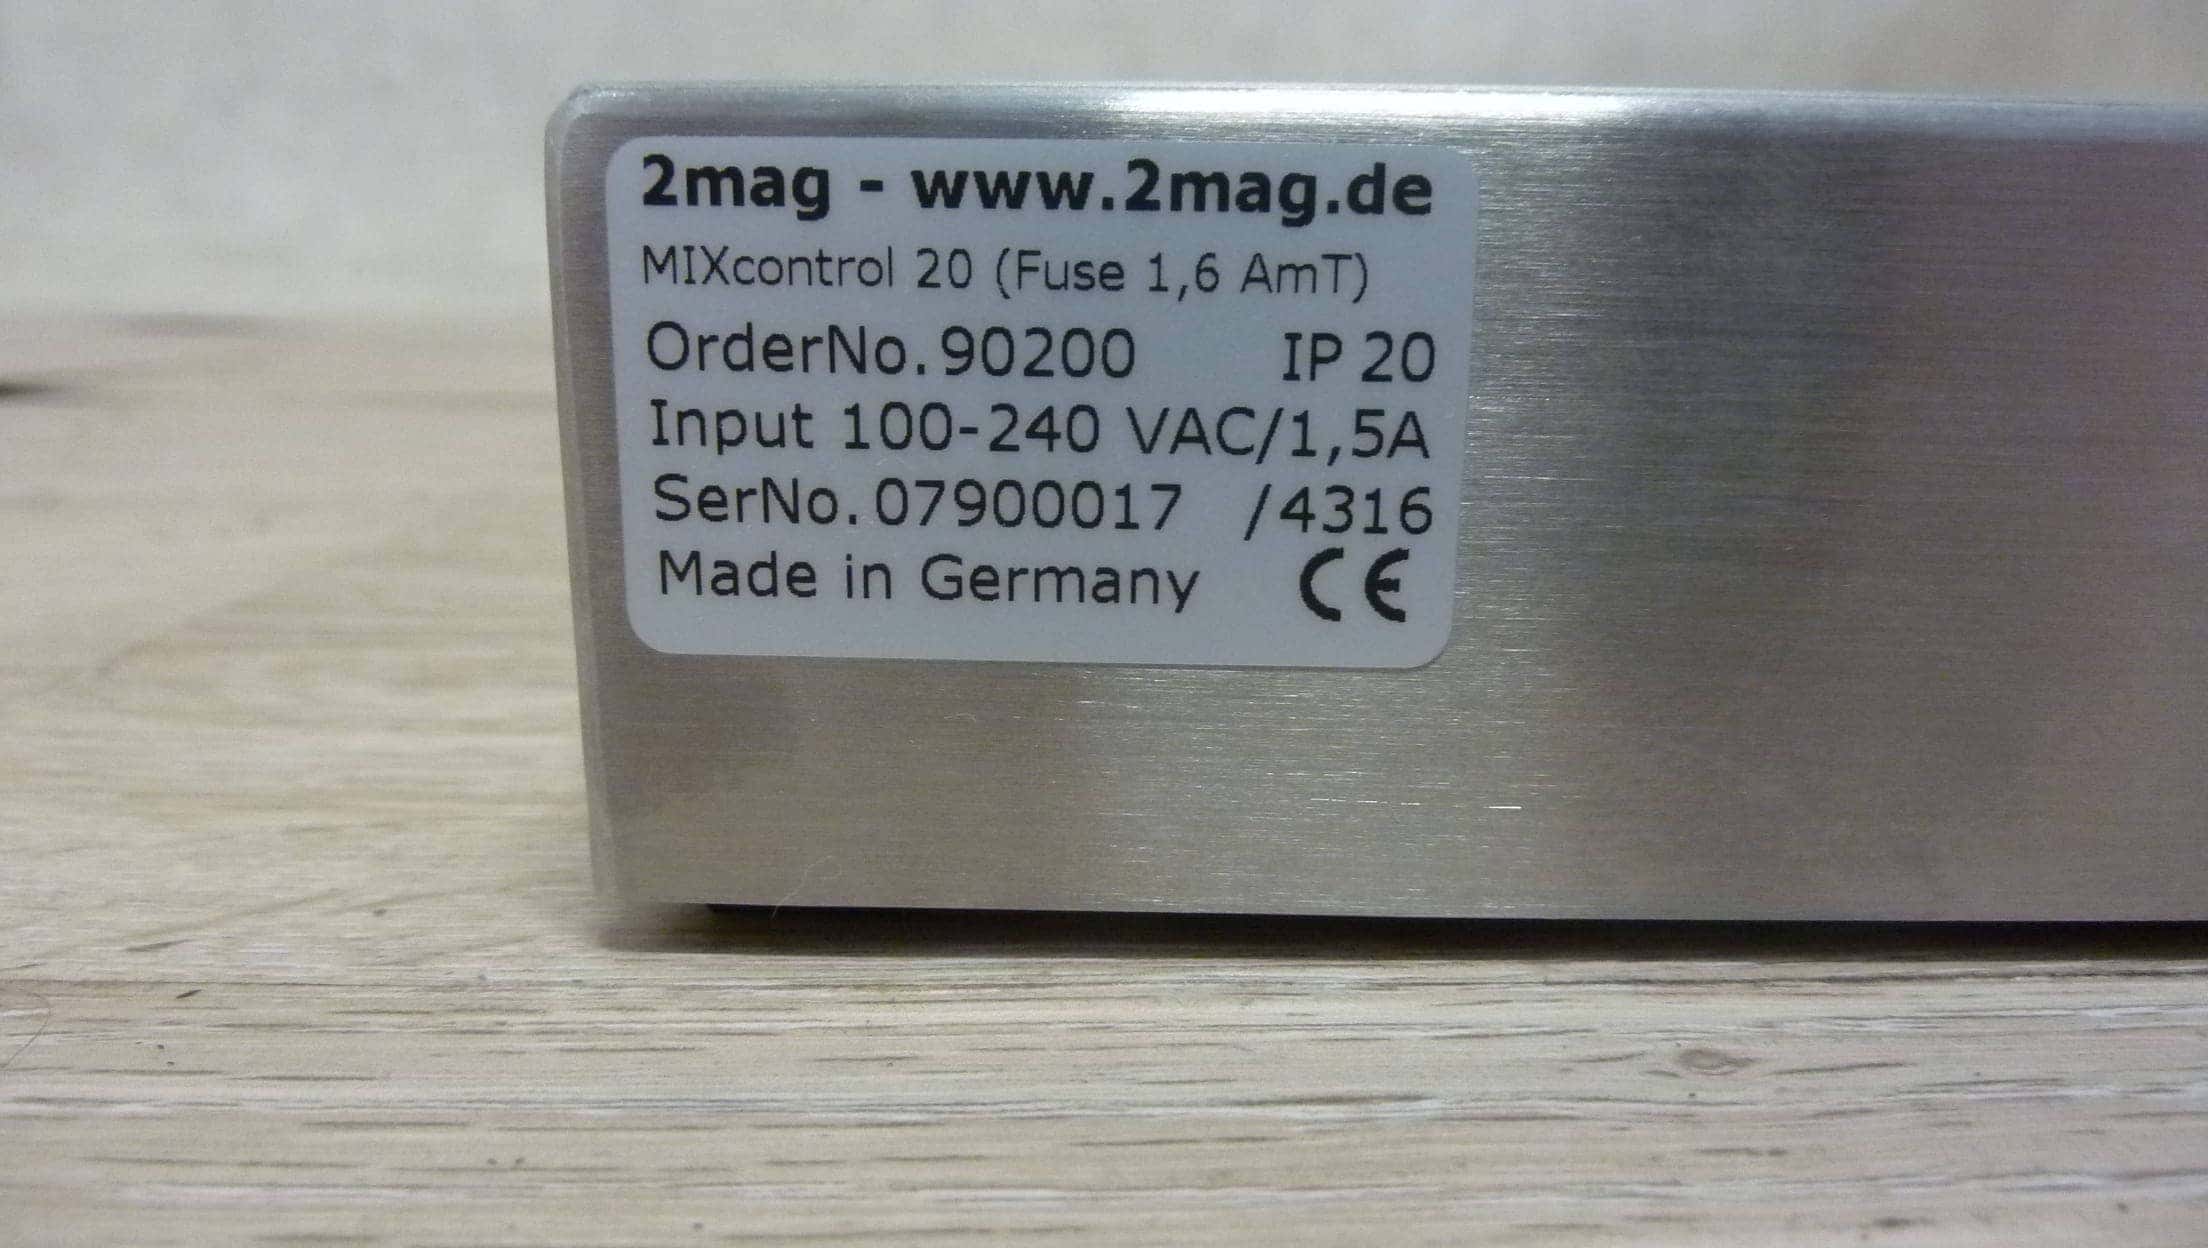 2mag - www.2mag.de
MIXcontrol 20 (Fuse 1,6 AmT)
OrderNo. 90200 IP 20
Input 100-240 VAC/1,5A
SerNo. 07900017 /4316
Made in Germany CE